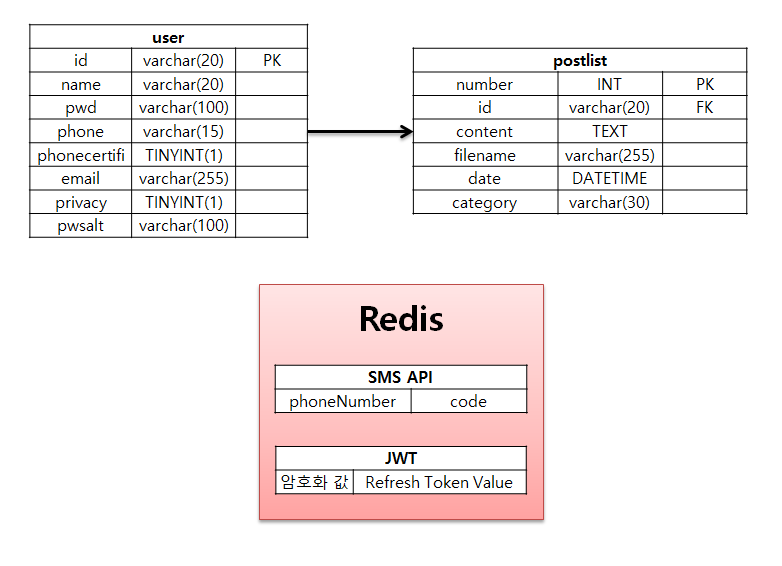 user
id varchar(20) PK
name varchar(20)
pwd varchar(100)
phone varchar(15)
phonecertifi TINYINT(1)
email varchar(255)
privacy TINYINT(1)
pwsalt varchar(100)
postlist
number INT PK
id varchar(20) FK
content TEXT
filename varchar(255)
date DATETIME
category varchar(30)
Redis
SMS API
phoneNumber code
JWT
암호화 값 Refresh Token Value